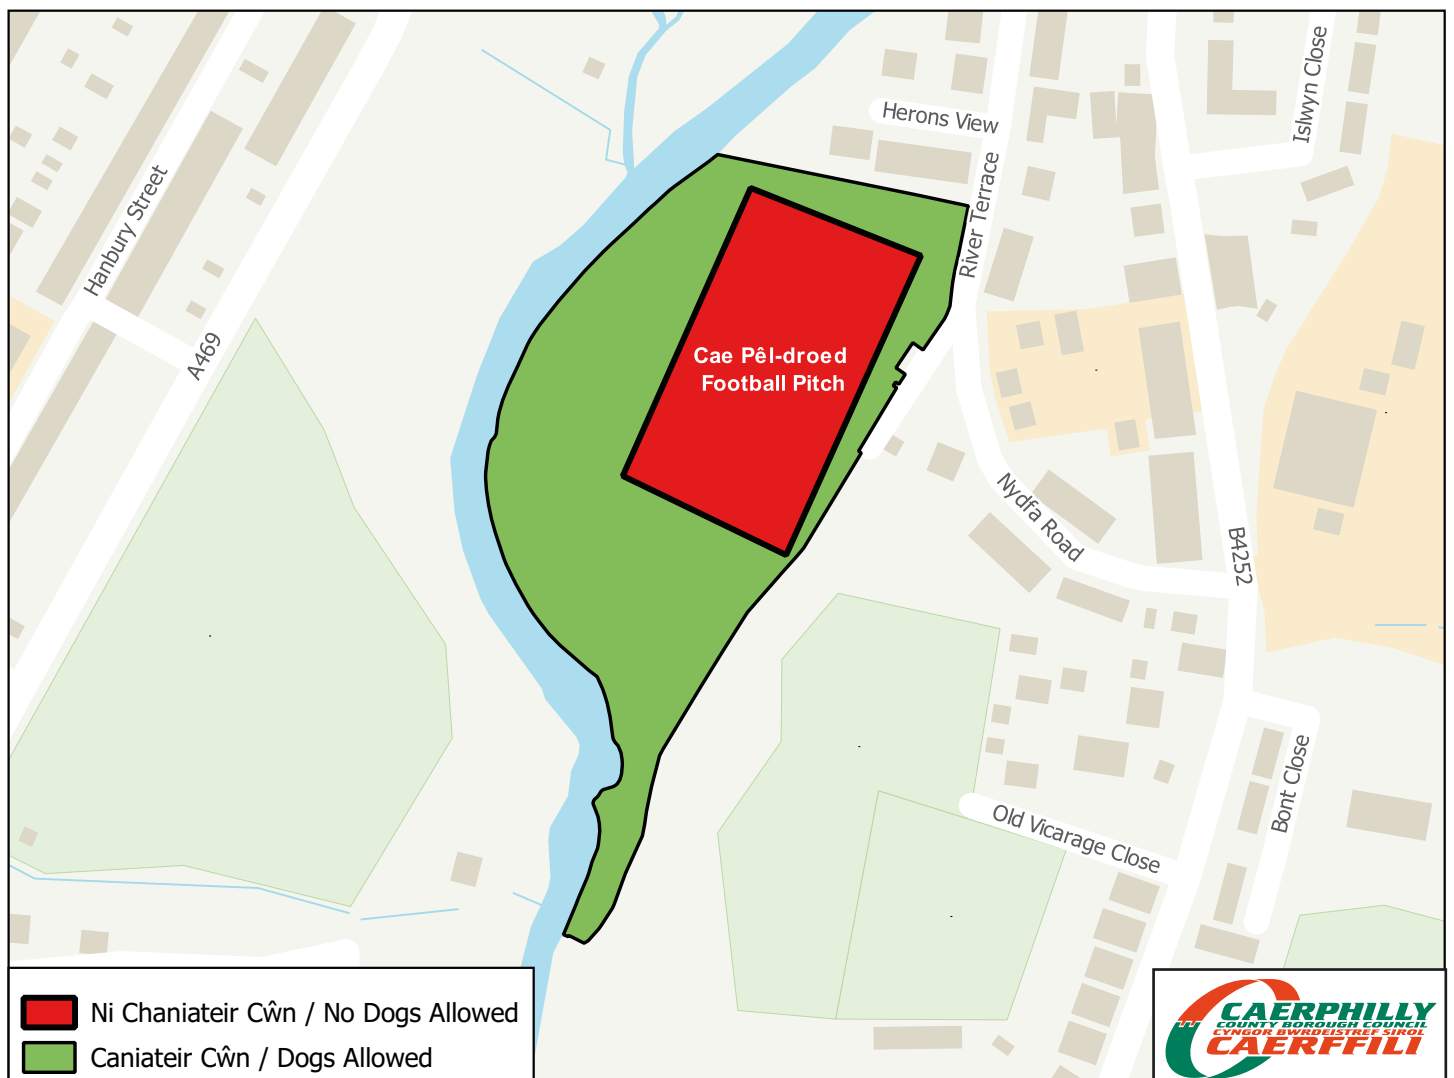 Herons View
Islwyn Close
River Terrace
Hanbury Street
A469
Cae Pêl-droed
Football Pitch
Nydfa Road
B4252
Bont Close
Old Vicarage Close
Ni Chaniateir Cŵn / No Dogs Allowed
Caniateir Cŵn / Dogs Allowed
CAERPHILLY
COUNTY BOROUGH COUNCIL
CYNGOR BWRDEISTREF SIROL
CAERFFILI